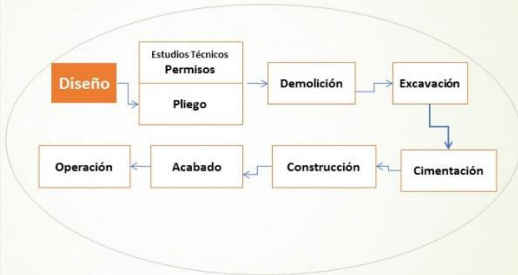 Diseño
Estudios Técnicos
Permisos
Pliego
Demolición
Excavación
Cimentación
Construcción
Acabado
Operación